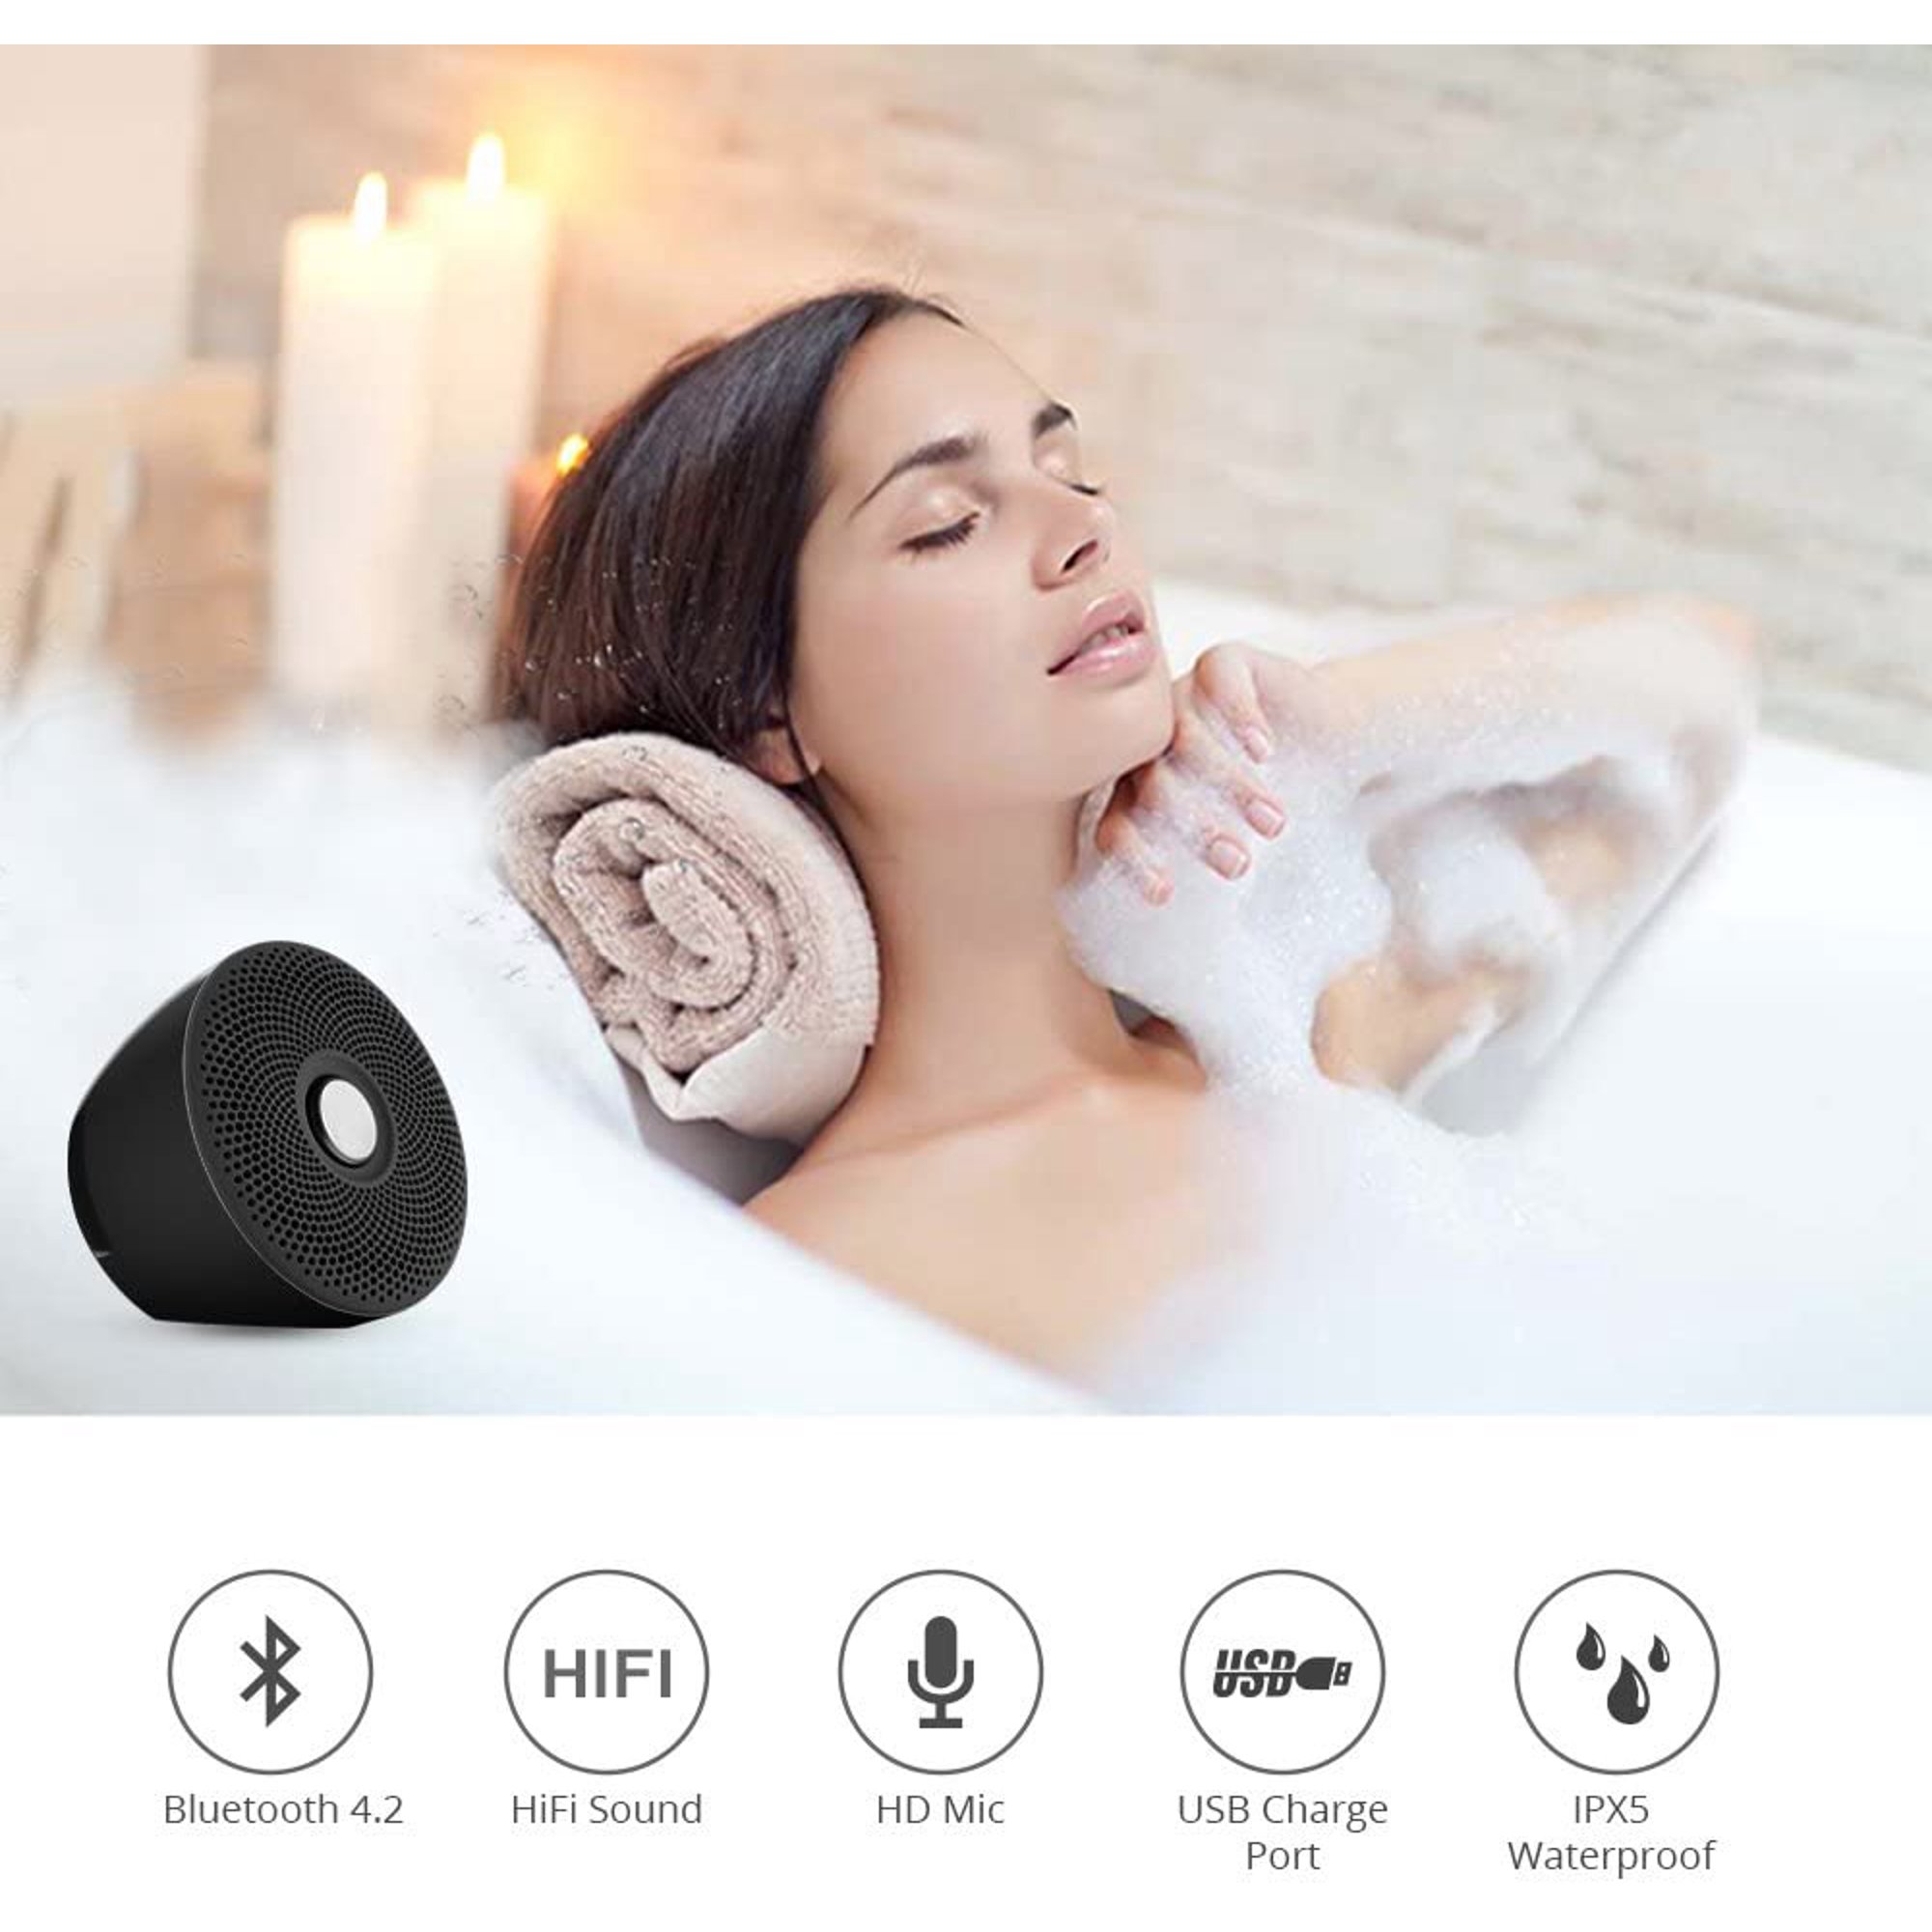 HIFI
USB
Bluetooth 4.2
HiFi Sound
HD Mic
USB Charge
Port
IPX5
Waterproof